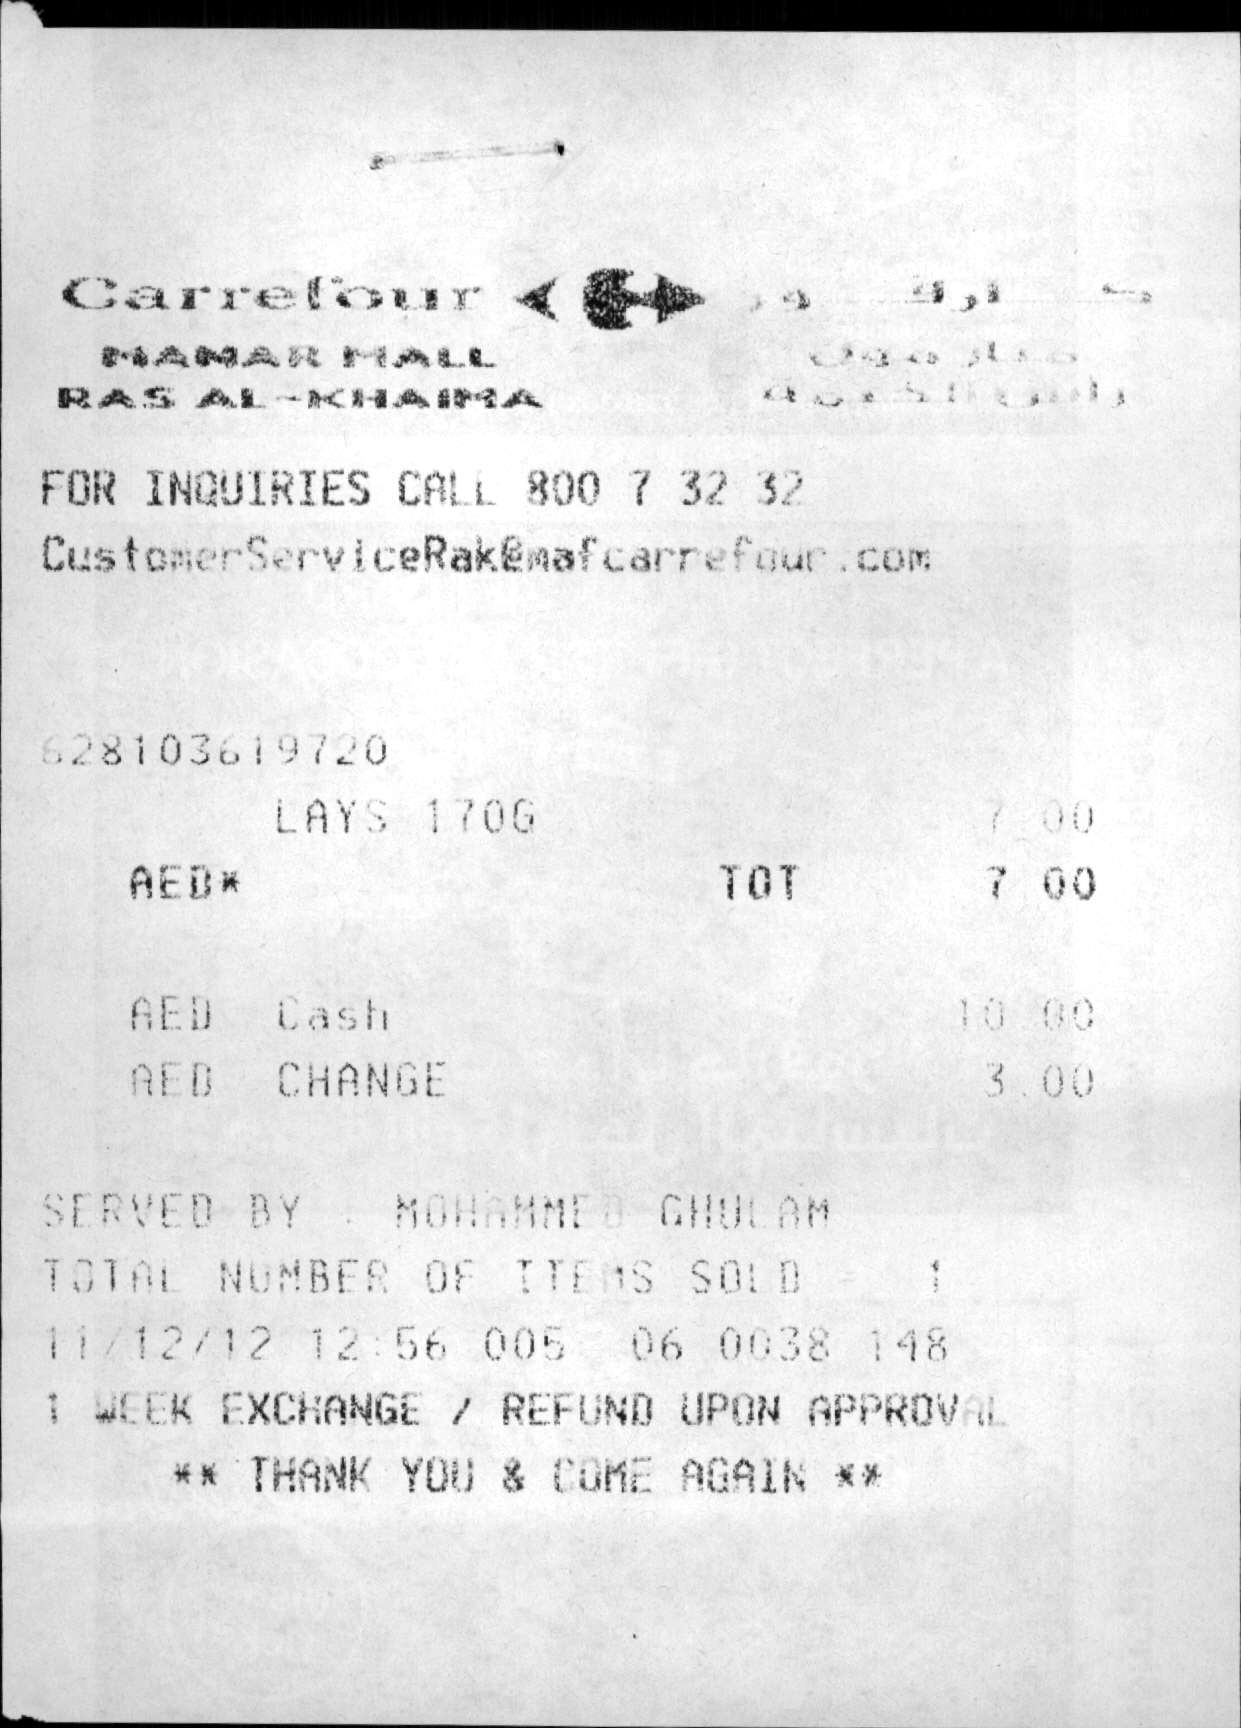 Carrefour
MANAR MALL
RAS AL-KHAIMA
FOR INQUIRIES CALL 800 7 32 32
CustomerServiceRak@mafcarrefour.com
628103619720
LAYS 170G 7.00
AED* TOT 7.00
AED Cash 10.00
AED CHANGE 3.00
SERVED BY : MOHAMMED GHULAM
TOTAL NUMBER OF ITEMS SOLD = 1
11/12/12 12:56 005 06 0038 148
1 WEEK EXCHANGE / REFUND UPON APPROVAL
** THANK YOU & COME AGAIN **